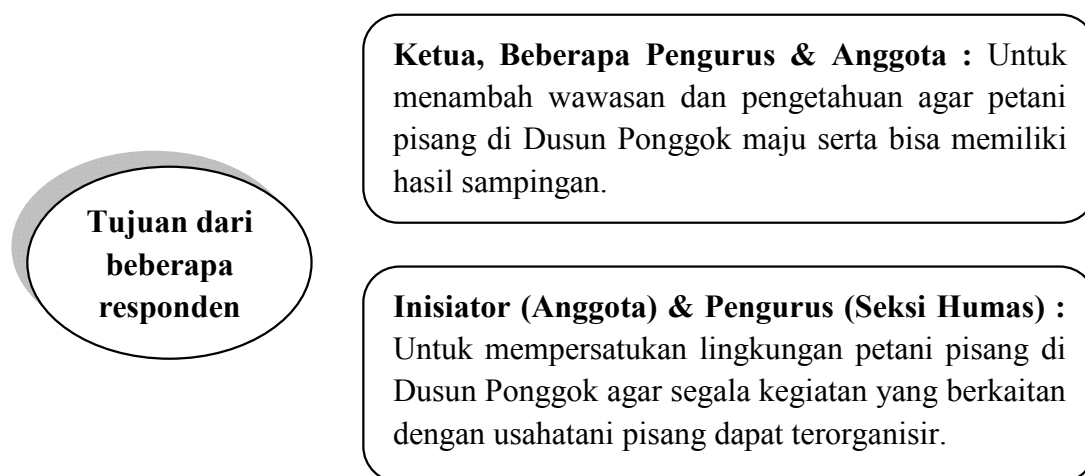 Tujuan dari
beberapa
responden
Ketua, Beberapa Pengurus & Anggota : Untuk
menambah wawasan dan pengetahuan agar petani
pisang di Dusun Ponggok maju serta bisa memiliki
hasil sampingan.
Inisiator (Anggota) & Pengurus (Seksi Humas) :
Untuk mempersatukan lingkungan petani pisang di
Dusun Ponggok agar segala kegiatan yang berkaitan
dengan usahatani pisang dapat terorganisir.